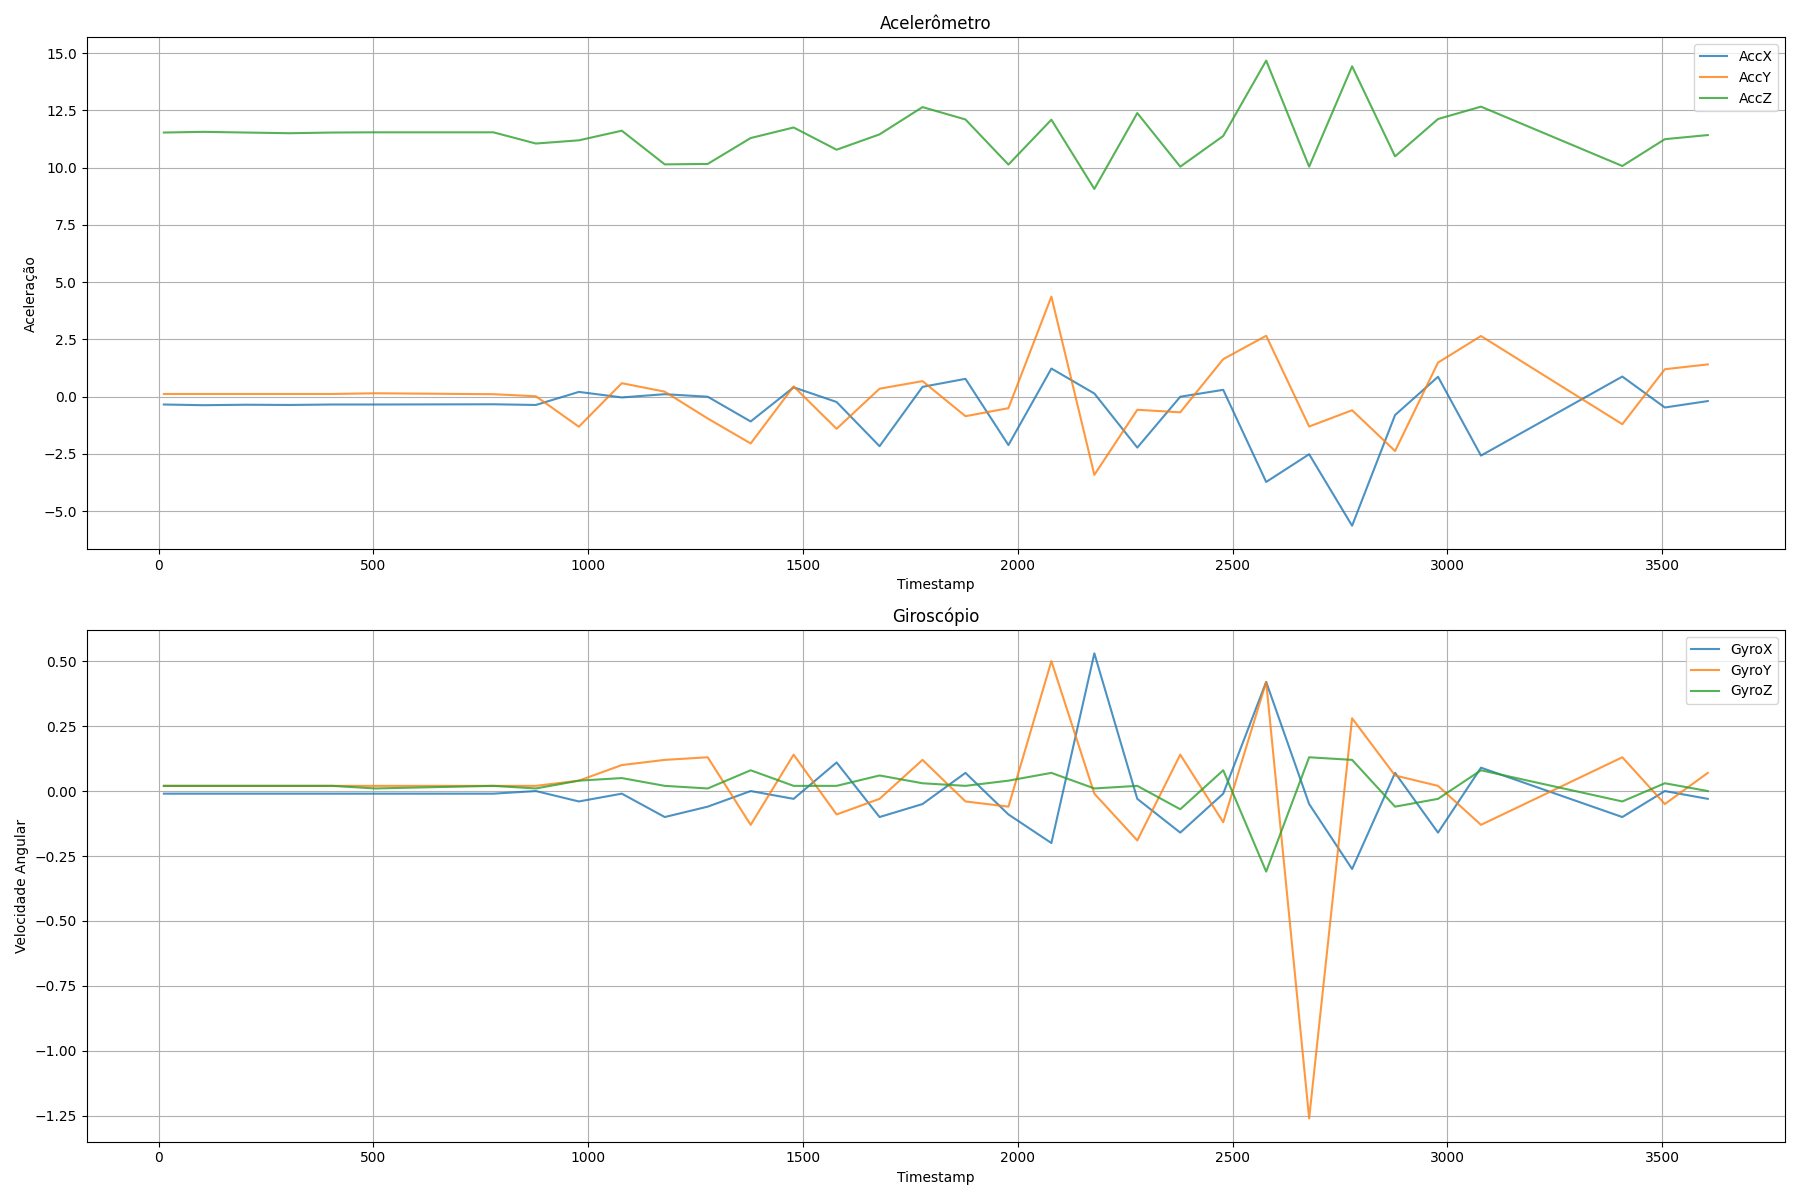 Acelerômetro
15.0
12.5
10.0
7.5
5.0
2.5
0.0
−2.5
−5.0
Aceleração
AccX
AccY
AccZ
0 500 1000 1500 2000 2500 3000 3500
Timestamp
Giroscópio
0.50
0.25
0.00
−0.25
−0.50
−0.75
−1.00
−1.25
Velocidade Angular
GyroX
GyroY
GyroZ
0 500 1000 1500 2000 2500 3000 3500
Timestamp